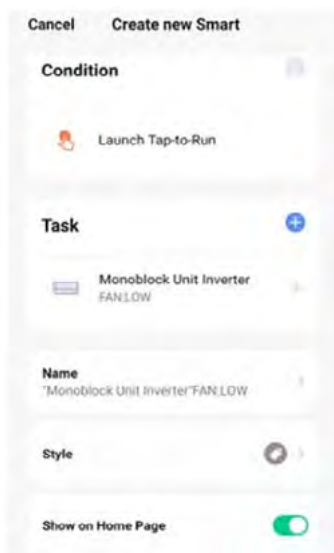 Cancel Create new Smart
Condition
Launch Tap-to-Run
Task
Monoblock Unit Inverter
FAN:LOW
Name
"Monoblock Unit Inverter"FAN:LOW
Style
Show on Home Page